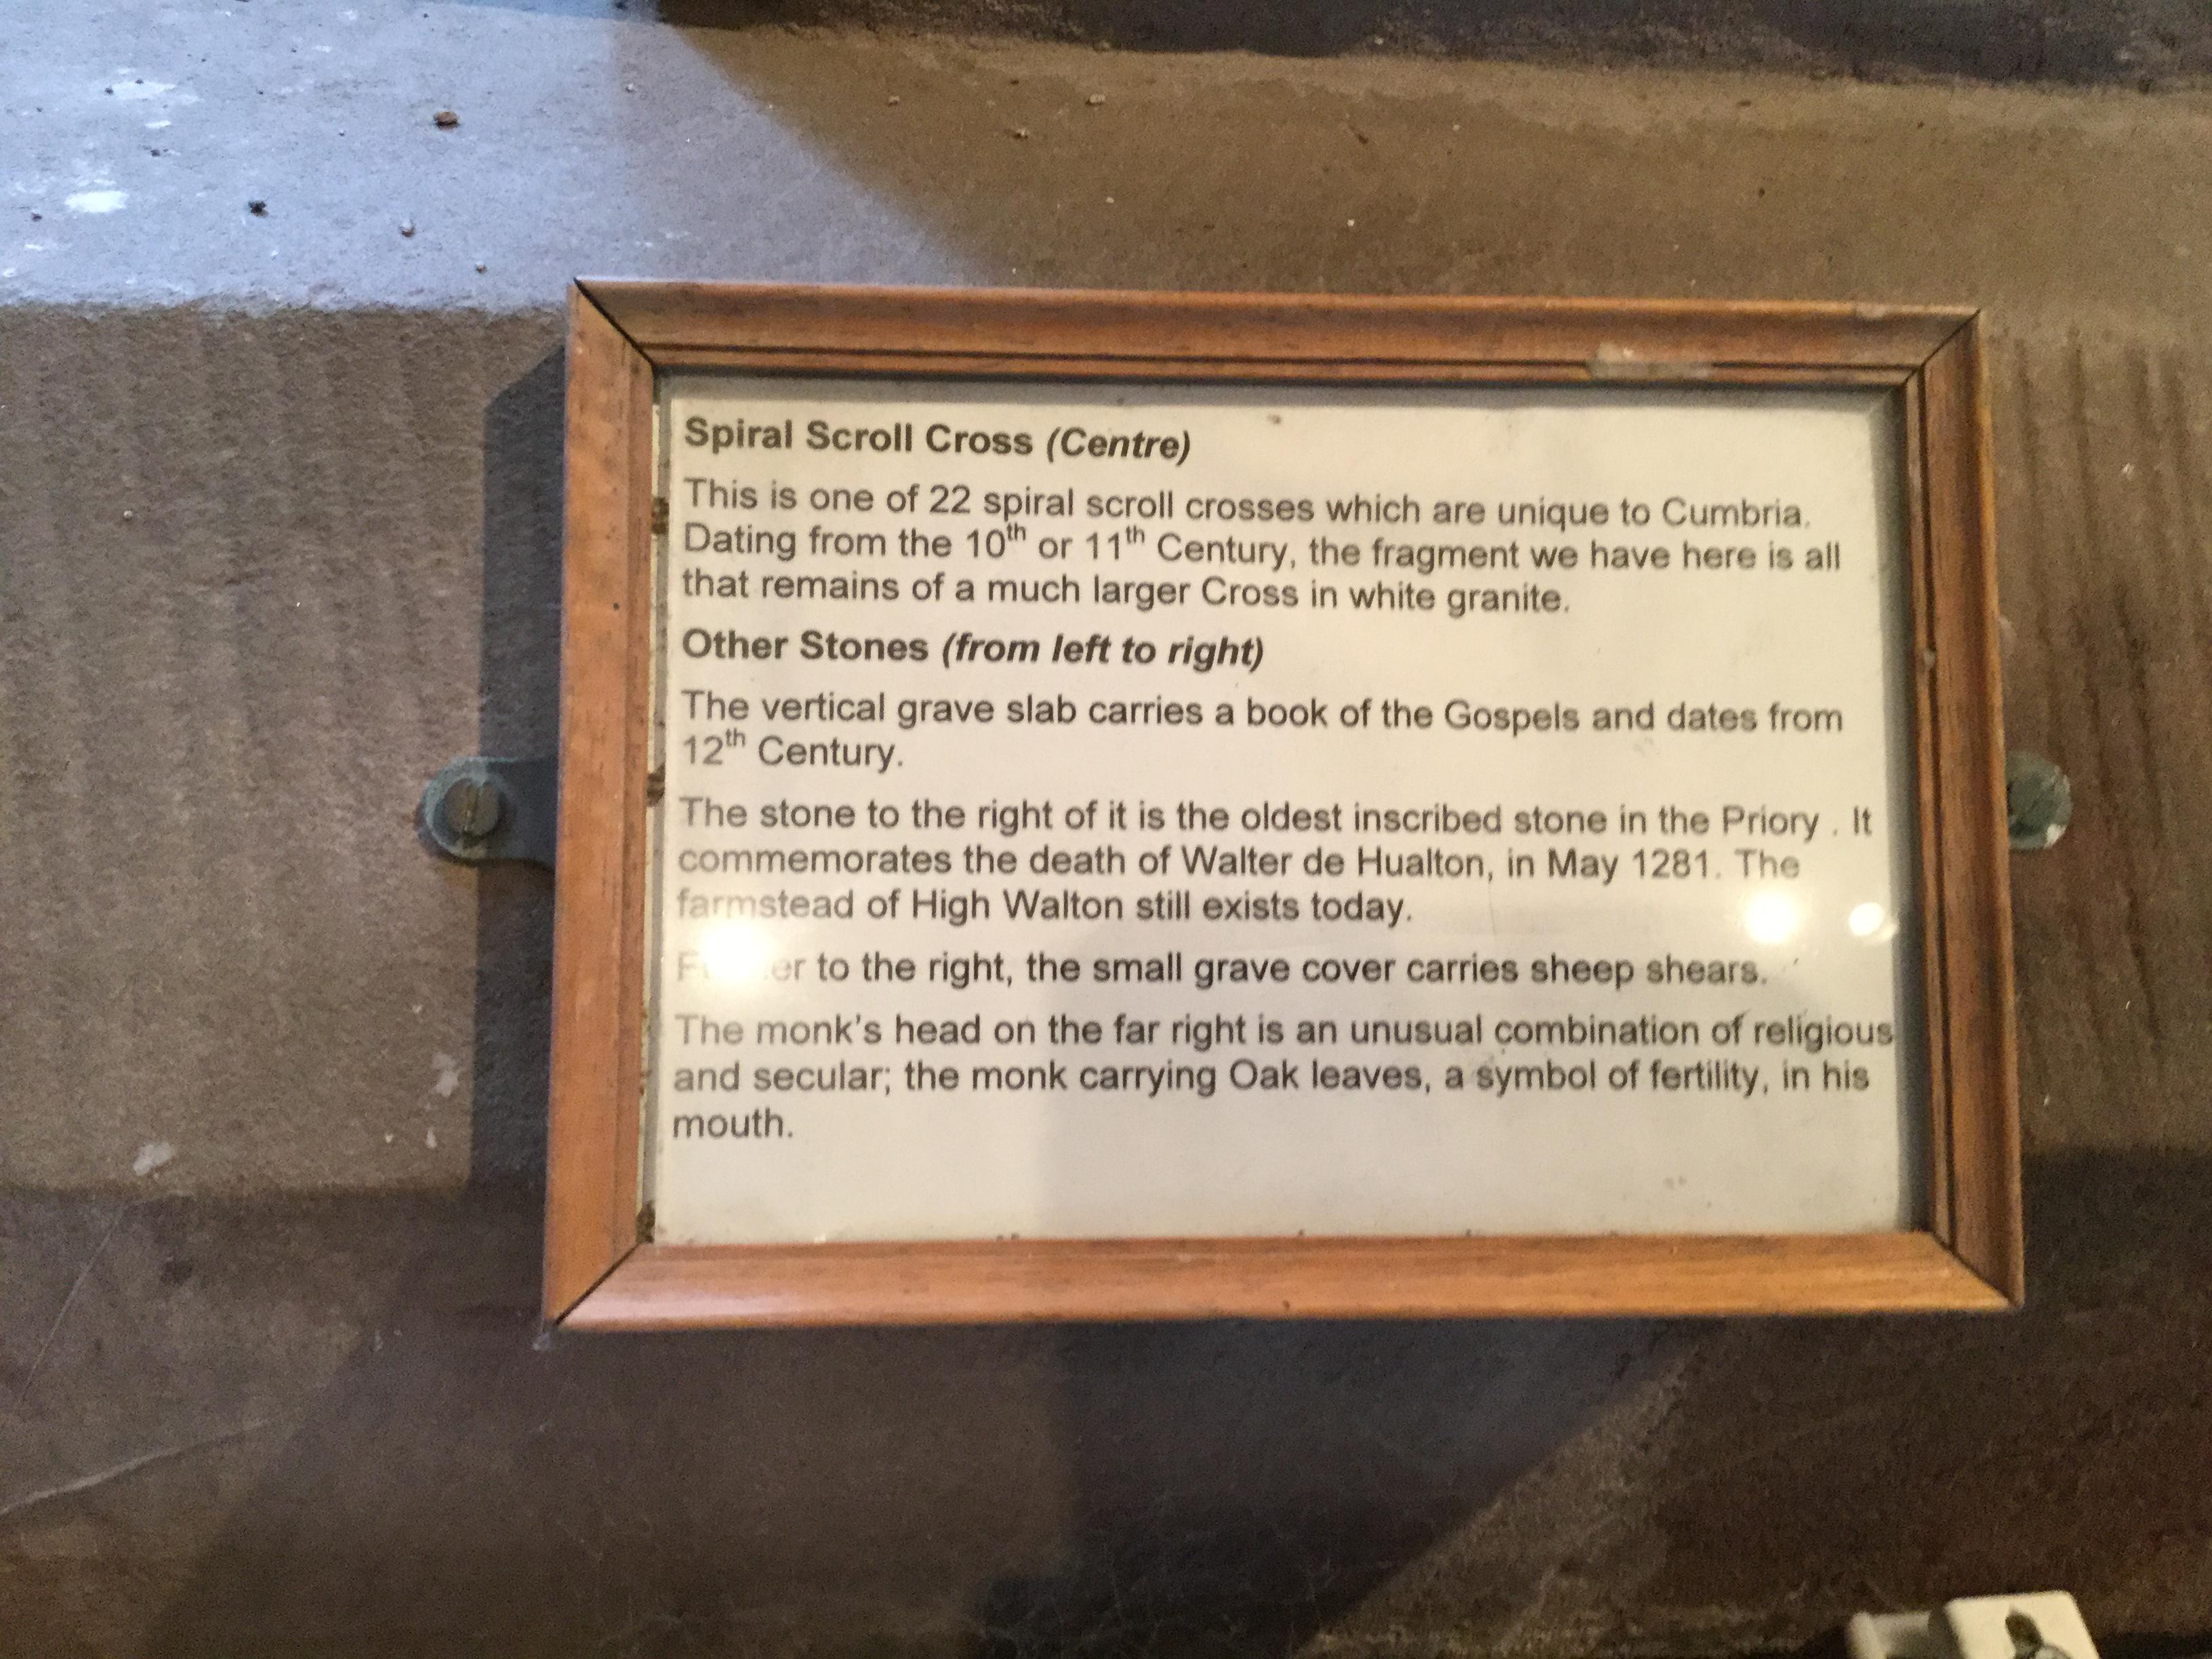 Spiral Scroll Cross (Centre)
This is one of 22 spiral scroll crosses which are unique to Cumbria.
Dating from the 10th or 11th Century, the fragment we have here is all
that remains of a much larger Cross in white granite.
Other Stones (from left to right)
The vertical grave slab carries a book of the Gospels and dates from
12th Century.
The stone to the right of it is the oldest inscribed stone in the Priory . It
commemorates the death of Walter de Hualton, in May 1281. The
farmstead of High Walton still exists today.
to the right, the small grave cover carries sheep shears.
The monk's head on the far right is an unusual combination of religious
and secular; the monk carrying Oak leaves, a symbol of fertility, in his
mouth.